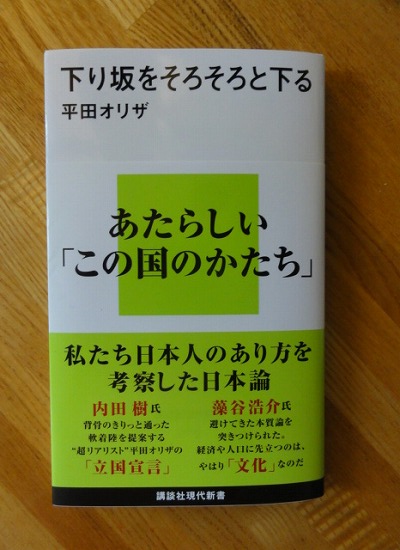 下り坂をそろそろと下る
平田オリザ
あたらしい
「この国のかたち」
私たち日本人のあり方を
考察した日本論
内田 樹氏
背骨のきりっと通った
軟着陸を提案する
“超リアリスト”平田オリザの
「立国宣言」
藻谷浩介氏
避けてきた本質論を
突きつけられた。
経済や人口に先立つのは、
やはり「文化」なのだ
講談社現代新書